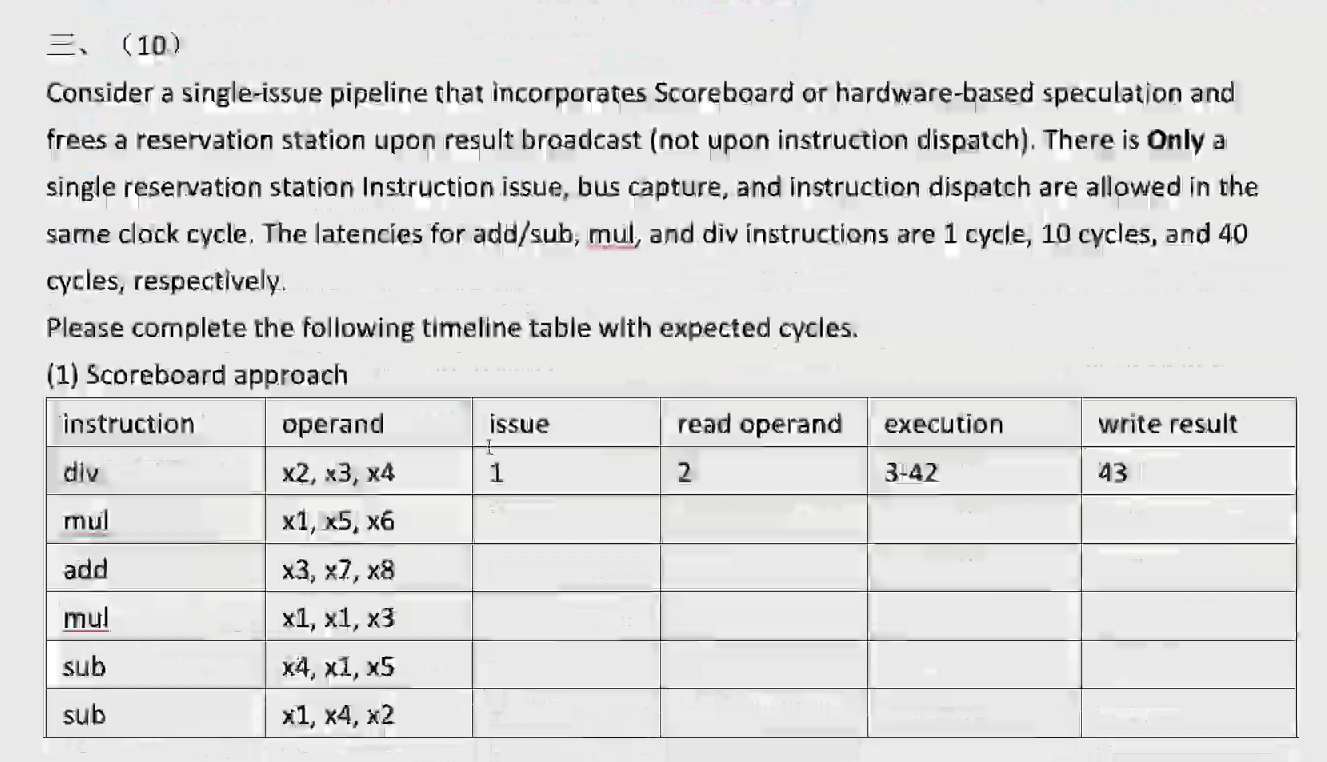 三、（10）
Consider a single-issue pipeline that incorporates Scoreboard or hardware-based speculation and
frees a reservation station upon result broadcast (not upon instruction dispatch). There is Only a
single reservation station Instruction issue, bus capture, and instruction dispatch are allowed in the
same clock cycle. The latencies for add/sub, mul, and div instructions are 1 cycle, 10 cycles, and 40
cycles, respectively.
Please complete the following timeline table with expected cycles.
(1) Scoreboard approach
instruction operand issue read operand execution write result
div x2, x3, x4 1 2 3-42 43
mul x1, x5, x6
add x3, x7, x8
mul x1, x1, x3
sub x4, x1, x5
sub x1, x4, x2